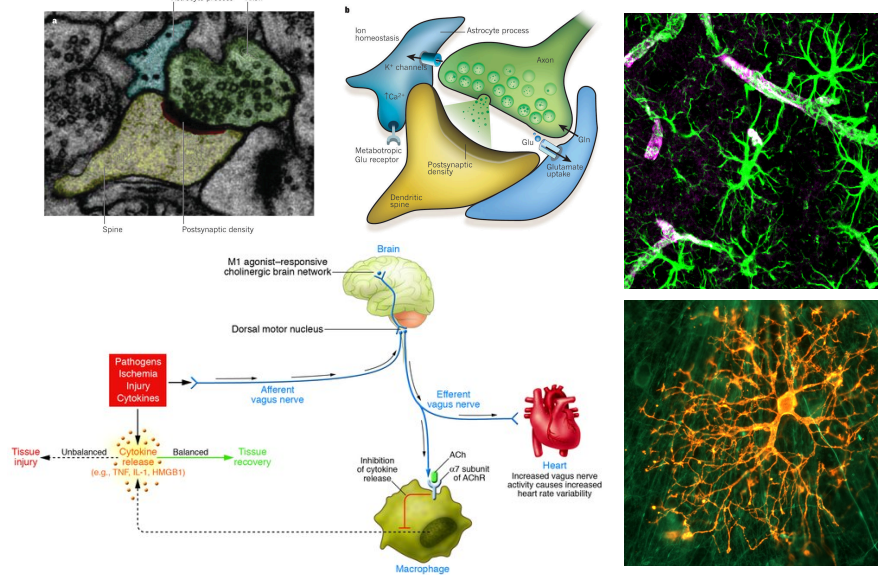 a
Spine
Postsynaptic density
b
Ion
homeostasis
Astrocyte process
K⁺ channels
Axon
↑Ca²⁺
Metabotropic
Glu receptor
Glu
Gln
Postsynaptic
density
Glutamate
uptake
Dendritic
spine
Brain
M1 agonist–responsive
cholinergic brain network
Dorsal motor nucleus
Pathogens
Ischemia
Injury
Cytokines
Afferent
vagus nerve
Efferent
vagus nerve
Tissue
injury
Unbalanced
Cytokine
release
(e.g., TNF, IL-1, HMGB1)
Balanced
Tissue
recovery
Inhibition
of cytokine
release
ACh
α7 subunit
of AChR
Heart
Increased vagus nerve
activity causes increased
heart rate variability
Macrophage